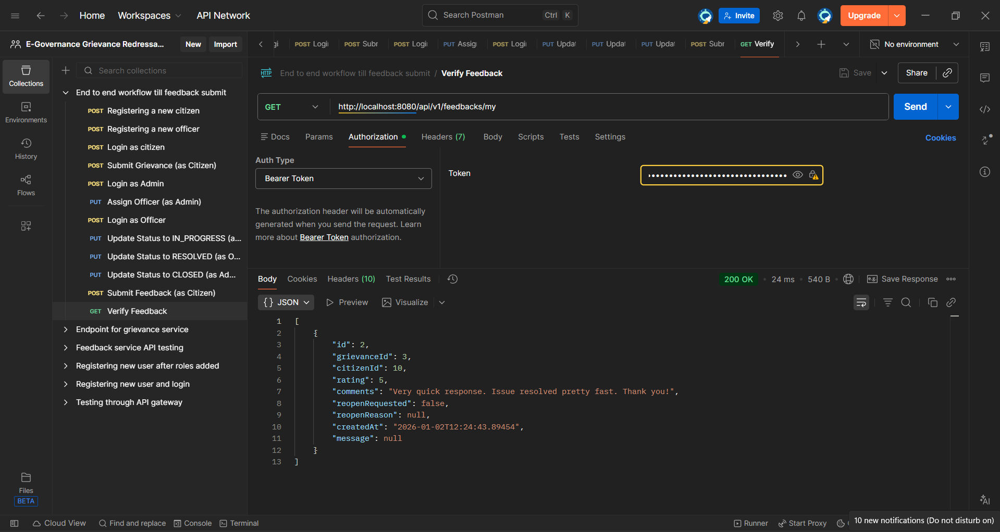 Home
Workspaces
API Network
Search Postman
Ctrl
K
Invite
Upgrade
E-Governance Grievance Redressa...
New
Import
POST Login
POST Subr
POST Login
PUT Assig
POST Login
PUT Updat
PUT Updat
PUT Updat
POST Subr
GET Verify
No environment
Collections
Environments
History
Flows
Files
BETA
Search collections
End to end workflow till feedback submit
POST Registering a new citizen
POST Registering a new officer
POST Login as citizen
POST Submit Grievance (as Citizen)
POST Login as Admin
PUT Assign Officer (as Admin)
POST Login as Officer
PUT Update Status to IN_PROGRESS (a...
PUT Update Status to RESOLVED (as O...
PUT Update Status to CLOSED (as Ad...
POST Submit Feedback (as Citizen)
GET Verify Feedback
Endpoint for grievance service
Feedback service API testing
Registering new user after roles added
Registering new user and login
Testing through API gateway
HTTP
End to end workflow till feedback submit / Verify Feedback
Save
Share
GET
http://localhost:8080/api/v1/feedbacks/my
Send
Docs
Params
Authorization
Headers (7)
Body
Scripts
Tests
Settings
Cookies
Auth Type
Bearer Token
The authorization header will be automatically
generated when you send the request. Learn
more about Bearer Token authorization.
Token
Body
Cookies
Headers (10)
Test Results
200 OK
24 ms
540 B
e.g.
Save Response
{} JSON
Preview
Visualize
1 [
2 {
3 "id": 2,
4 "grievanceId": 3,
5 "citizenId": 10,
6 "rating": 5,
7 "comments": "Very quick response. Issue resolved pretty fast. Thank you!",
8 "reopenRequested": false,
9 "reopenReason": null,
10 "createdAt": "2026-01-02T12:24:43.89454",
11 "message": null
12 }
13 ]
AI
Cloud View
Find and replace
Console
Terminal
Runner
Start Proxy
10 new notifications (Do not disturb on)